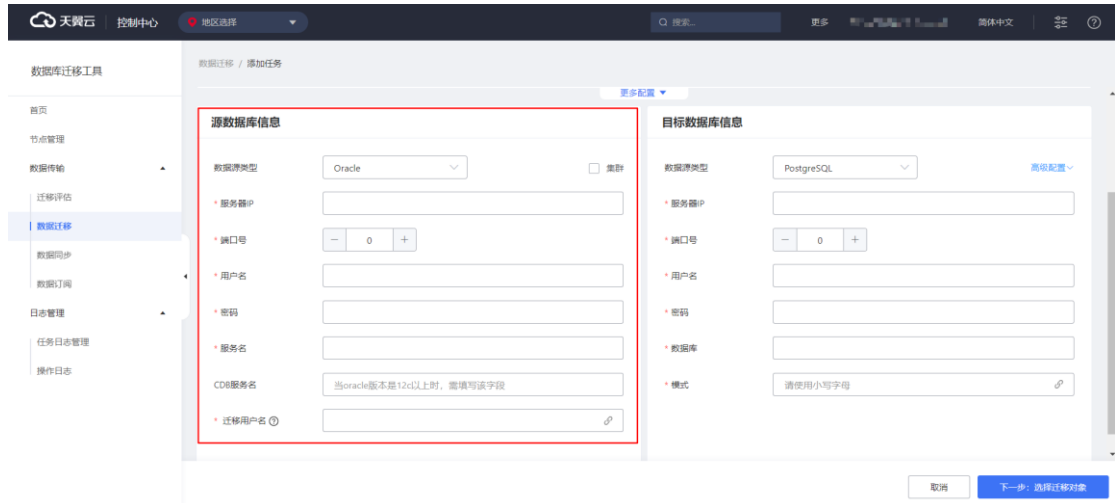 天翼云 控制中心 地区选择 搜索... 更多 简体中文
数据库迁移工具
首页
节点管理
数据传输
迁移评估
数据迁移
数据同步
数据订阅
日志管理
任务日志管理
操作日志
数据迁移 / 添加任务
更多配置
源数据库信息
数据源类型 Oracle 集群
* 服务器IP
* 端口号 − 0 +
* 用户名
* 密码
* 服务名
CDB服务名 当oracle版本是12c以上时，需填写该字段
* 迁移用户名
目标数据库信息
数据源类型 PostgreSQL 高级配置
* 服务器IP
* 端口号 − 0 +
* 用户名
* 密码
* 数据库
* 模式 请使用小写字母
取消 下一步：选择迁移对象